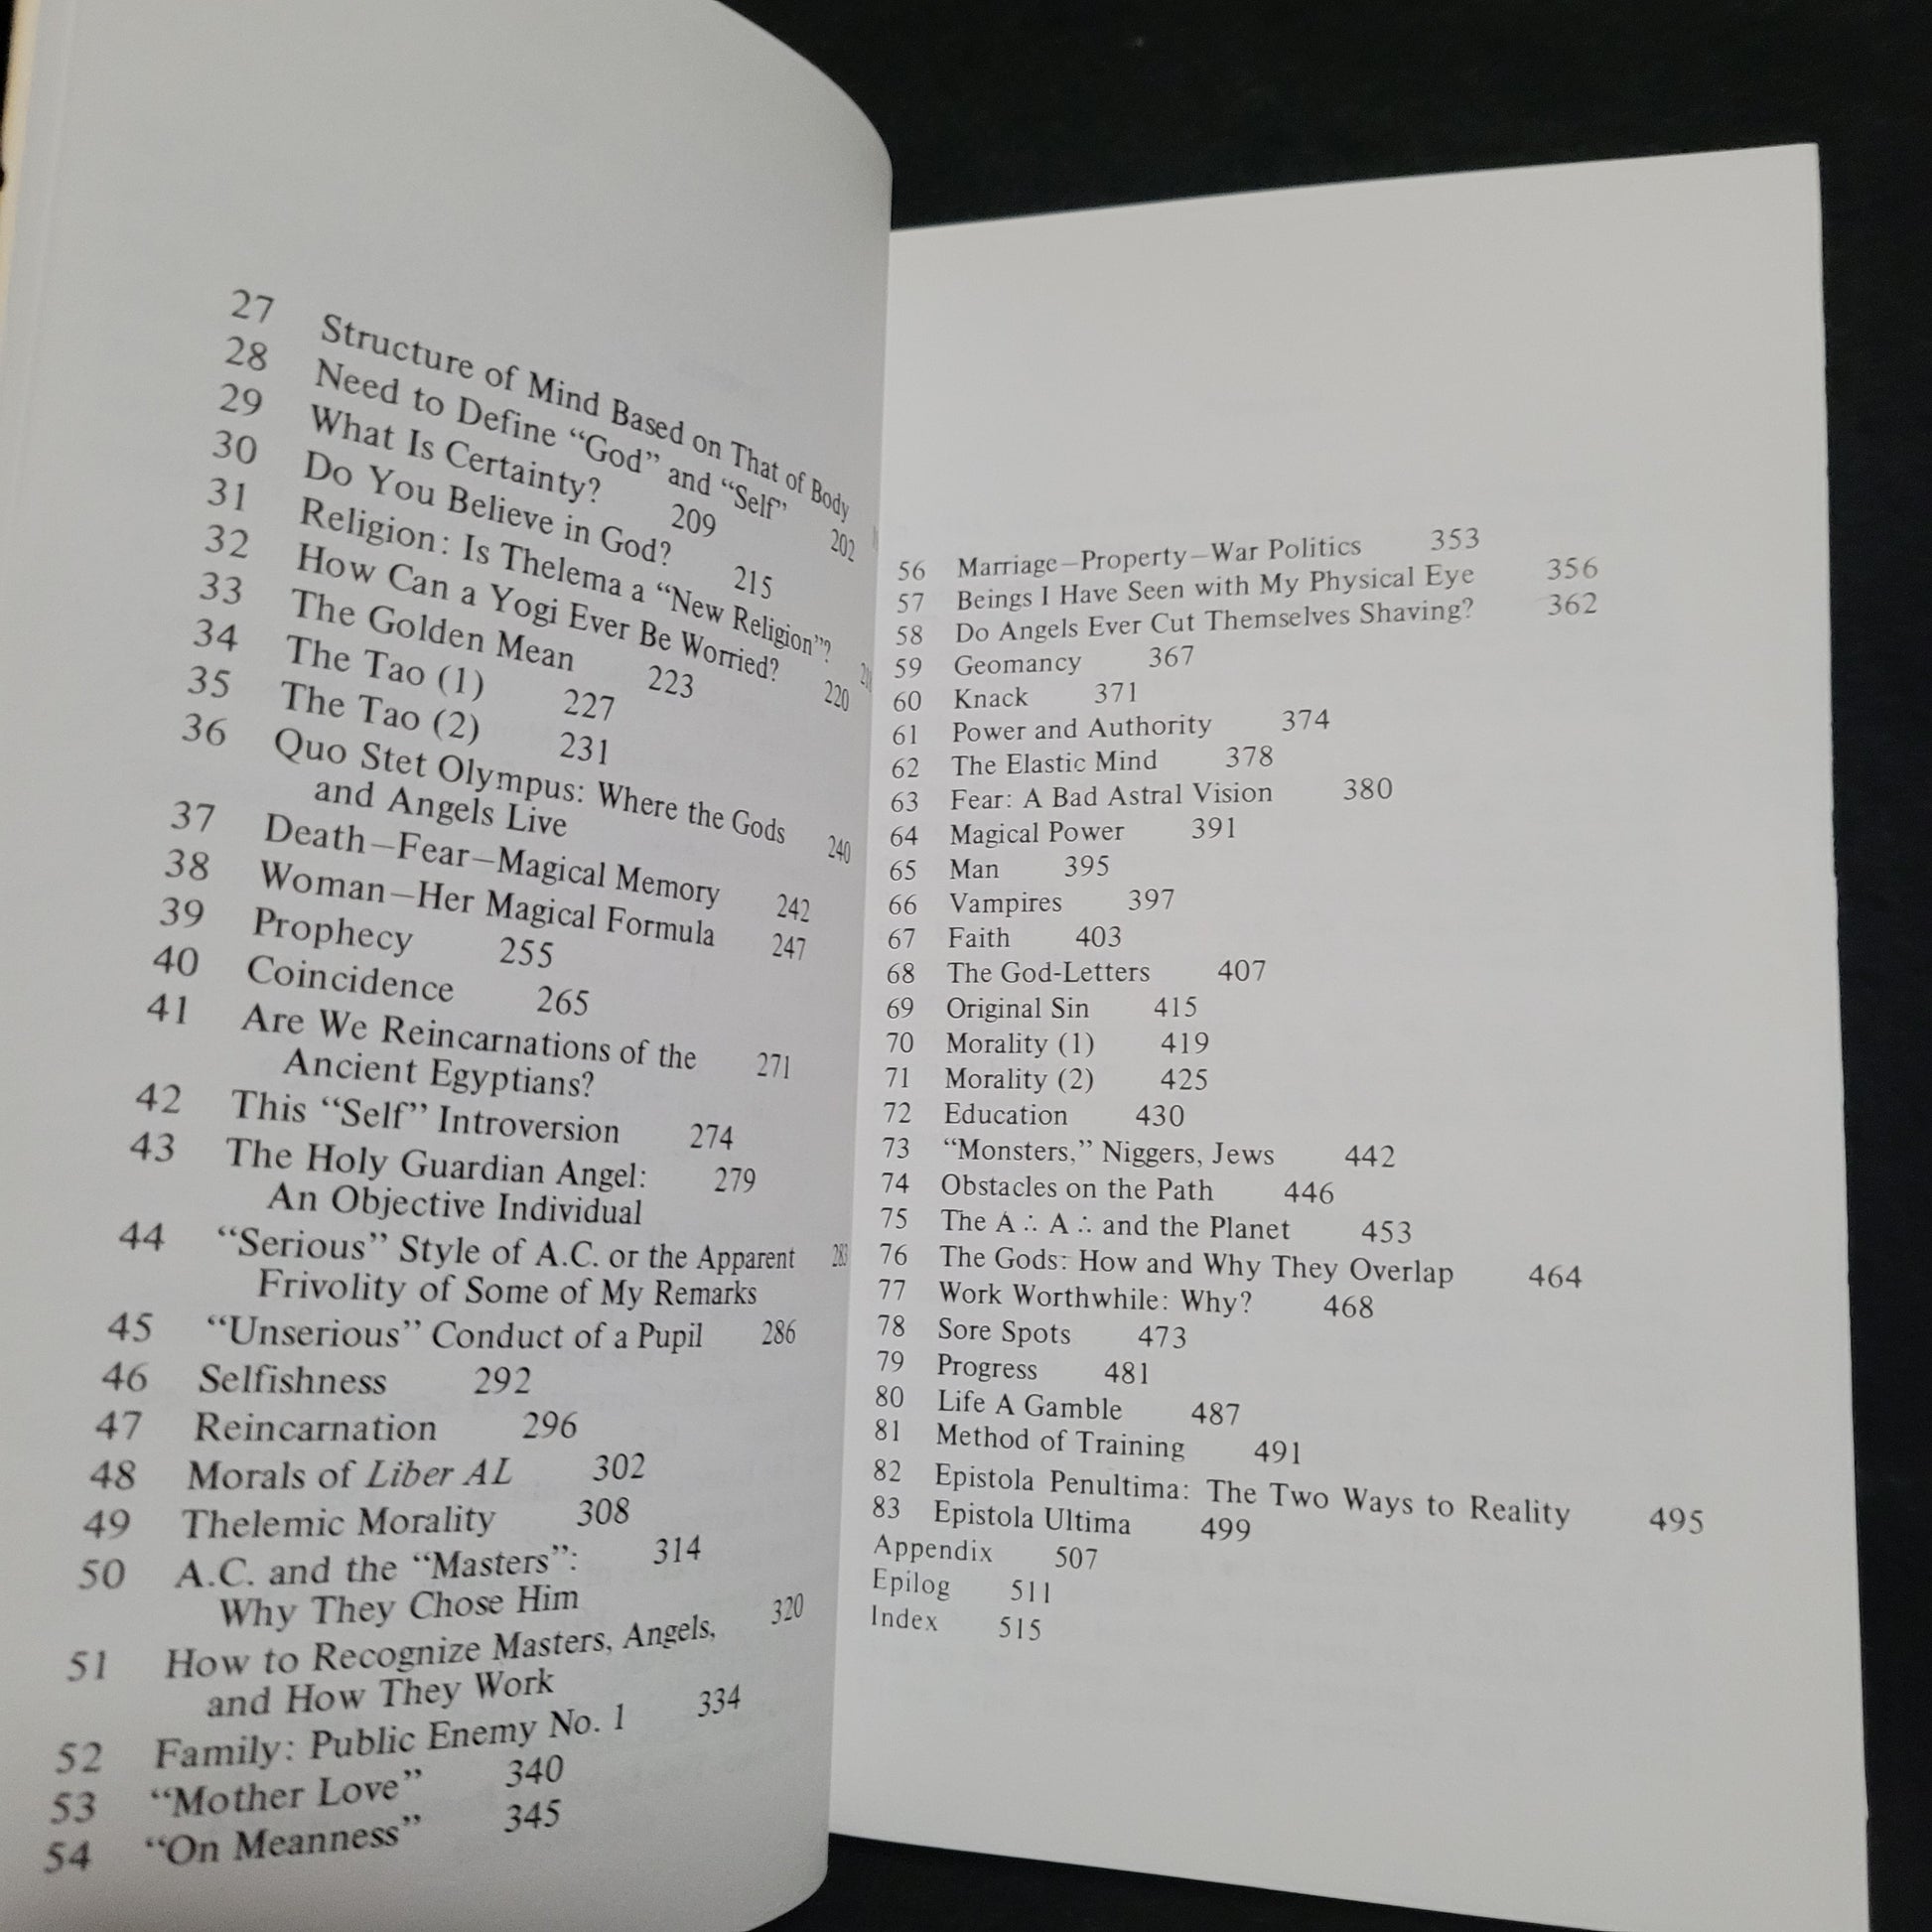 27 Structure of Mind Based on That of Body
28 Need to Define “God” and “Self” 202
29 What Is Certainty? 209
30 Do You Believe in God? 215
31 Religion: Is Thelema a “New Religion”?
32 How Can a Yogi Ever Be Worried? 220
33 The Golden Mean 223
34 The Tao (1) 227
35 The Tao (2) 231
36 Quo Stet Olympus: Where the Gods 240
and Angels Live
37 Death—Fear—Magical Memory 242
38 Woman—Her Magical Formula 247
39 Prophecy 255
40 Coincidence 265
41 Are We Reincarnations of the 271
Ancient Egyptians?
42 This “Self” Introversion 274
43 The Holy Guardian Angel: 279
An Objective Individual
44 “Serious” Style of A.C. or the Apparent 283
Frivolity of Some of My Remarks
45 “Unserious” Conduct of a Pupil 286
46 Selfishness 292
47 Reincarnation 296
48 Morals of Liber AL 302
49 Thelemic Morality 308
50 A.C. and the “Masters”: 314
Why They Chose Him
51 How to Recognize Masters, Angels, 320
and How They Work
52 Family: Public Enemy No. 1 334
53 “Mother Love” 340
54 “On Meanness” 345
56 Marriage—Property—War Politics 353
57 Beings I Have Seen with My Physical Eye 356
58 Do Angels Ever Cut Themselves Shaving? 362
59 Geomancy 367
60 Knack 371
61 Power and Authority 374
62 The Elastic Mind 378
63 Fear: A Bad Astral Vision 380
64 Magical Power 391
65 Man 395
66 Vampires 397
67 Faith 403
68 The God-Letters 407
69 Original Sin 415
70 Morality (1) 419
71 Morality (2) 425
72 Education 430
73 “Monsters,” Niggers, Jews 442
74 Obstacles on the Path 446
75 The A ∴ A ∴ and the Planet 453
76 The Gods: How and Why They Overlap 464
77 Work Worthwhile: Why? 468
78 Sore Spots 473
79 Progress 481
80 Life A Gamble 487
81 Method of Training 491
82 Epistola Penultima: The Two Ways to Reality 495
83 Epistola Ultima 499
Appendix 507
Epilog 511
Index 515